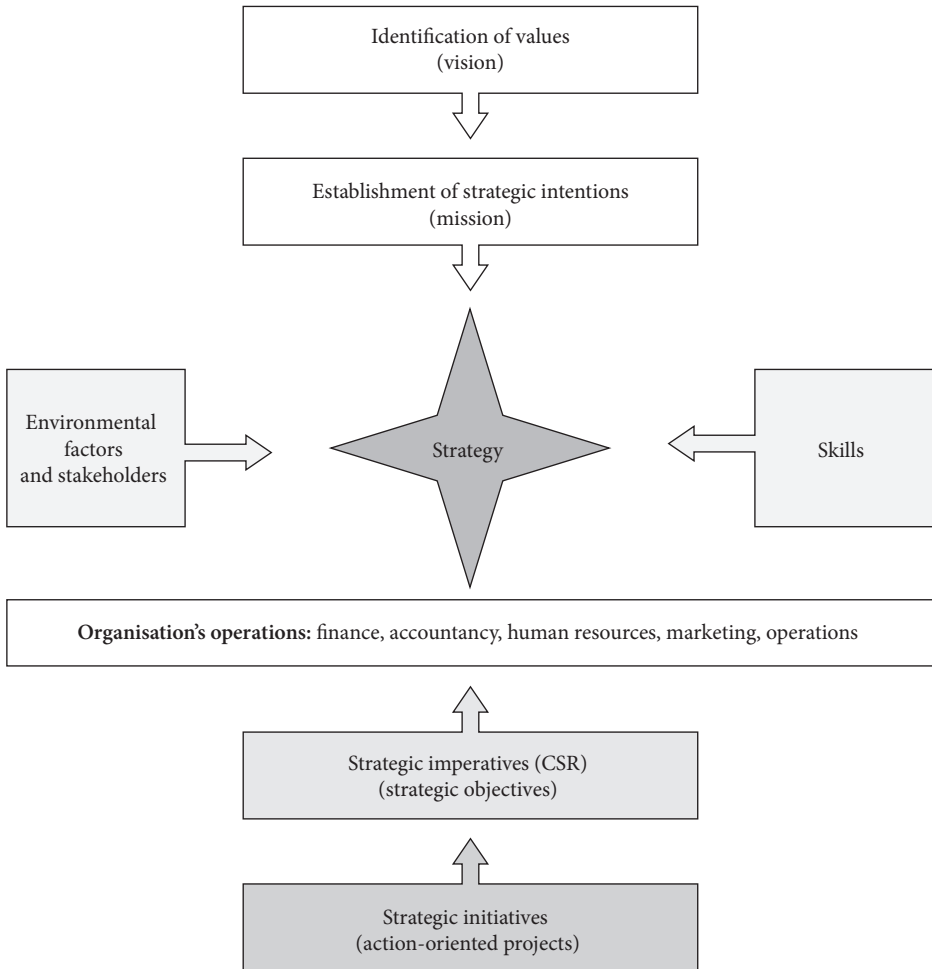 Identification of values
(vision)
Establishment of strategic intentions
(mission)
Environmental
factors
and stakeholders
Strategy
Skills
Organisation's operations: finance, accountancy, human resources, marketing, operations
Strategic imperatives (CSR)
(strategic objectives)
Strategic initiatives
(action-oriented projects)